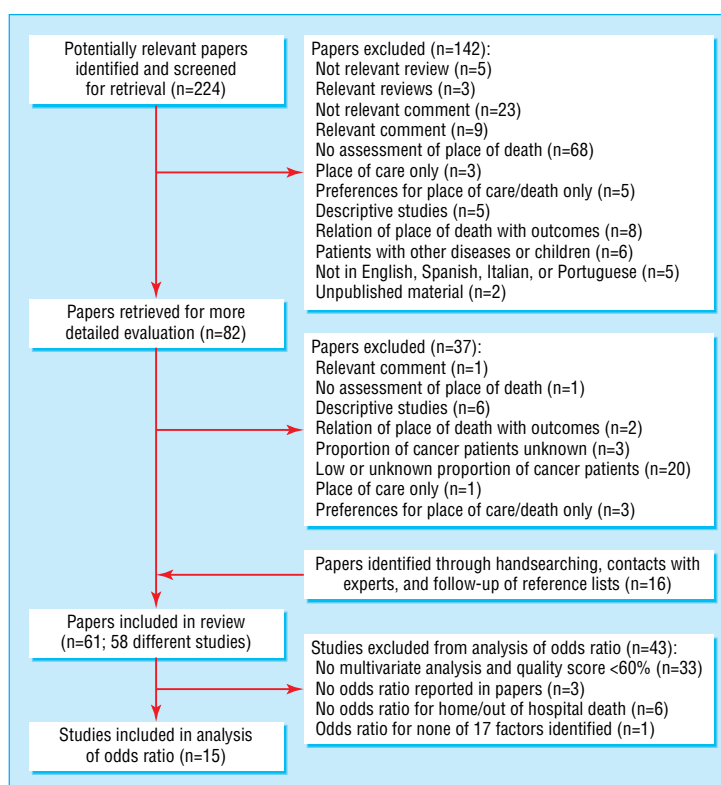 Potentially relevant papers
identified and screened
for retrieval (n=224)
Papers excluded (n=142):
Not relevant review (n=5)
Relevant reviews (n=3)
Not relevant comment (n=23)
Relevant comment (n=9)
No assessment of place of death (n=68)
Place of care only (n=3)
Preferences for place of care/death only (n=5)
Descriptive studies (n=5)
Relation of place of death with outcomes (n=8)
Patients with other diseases or children (n=6)
Not in English, Spanish, Italian, or Portuguese (n=5)
Unpublished material (n=2)
Papers retrieved for more
detailed evaluation (n=82)
Papers excluded (n=37):
Relevant comment (n=1)
No assessment of place of death (n=1)
Descriptive studies (n=6)
Relation of place of death with outcomes (n=2)
Proportion of cancer patients unknown (n=3)
Low or unknown proportion of cancer patients (n=20)
Place of care only (n=1)
Preferences for place of care/death only (n=3)
Papers identified through handsearching, contacts with
experts, and follow-up of reference lists (n=16)
Papers included in review
(n=61; 58 different studies)
Studies excluded from analysis of odds ratio (n=43):
No multivariate analysis and quality score <60% (n=33)
No odds ratio reported in papers (n=3)
No odds ratio for home/out of hospital death (n=6)
Odds ratio for none of 17 factors identified (n=1)
Studies included in analysis
of odds ratio (n=15)